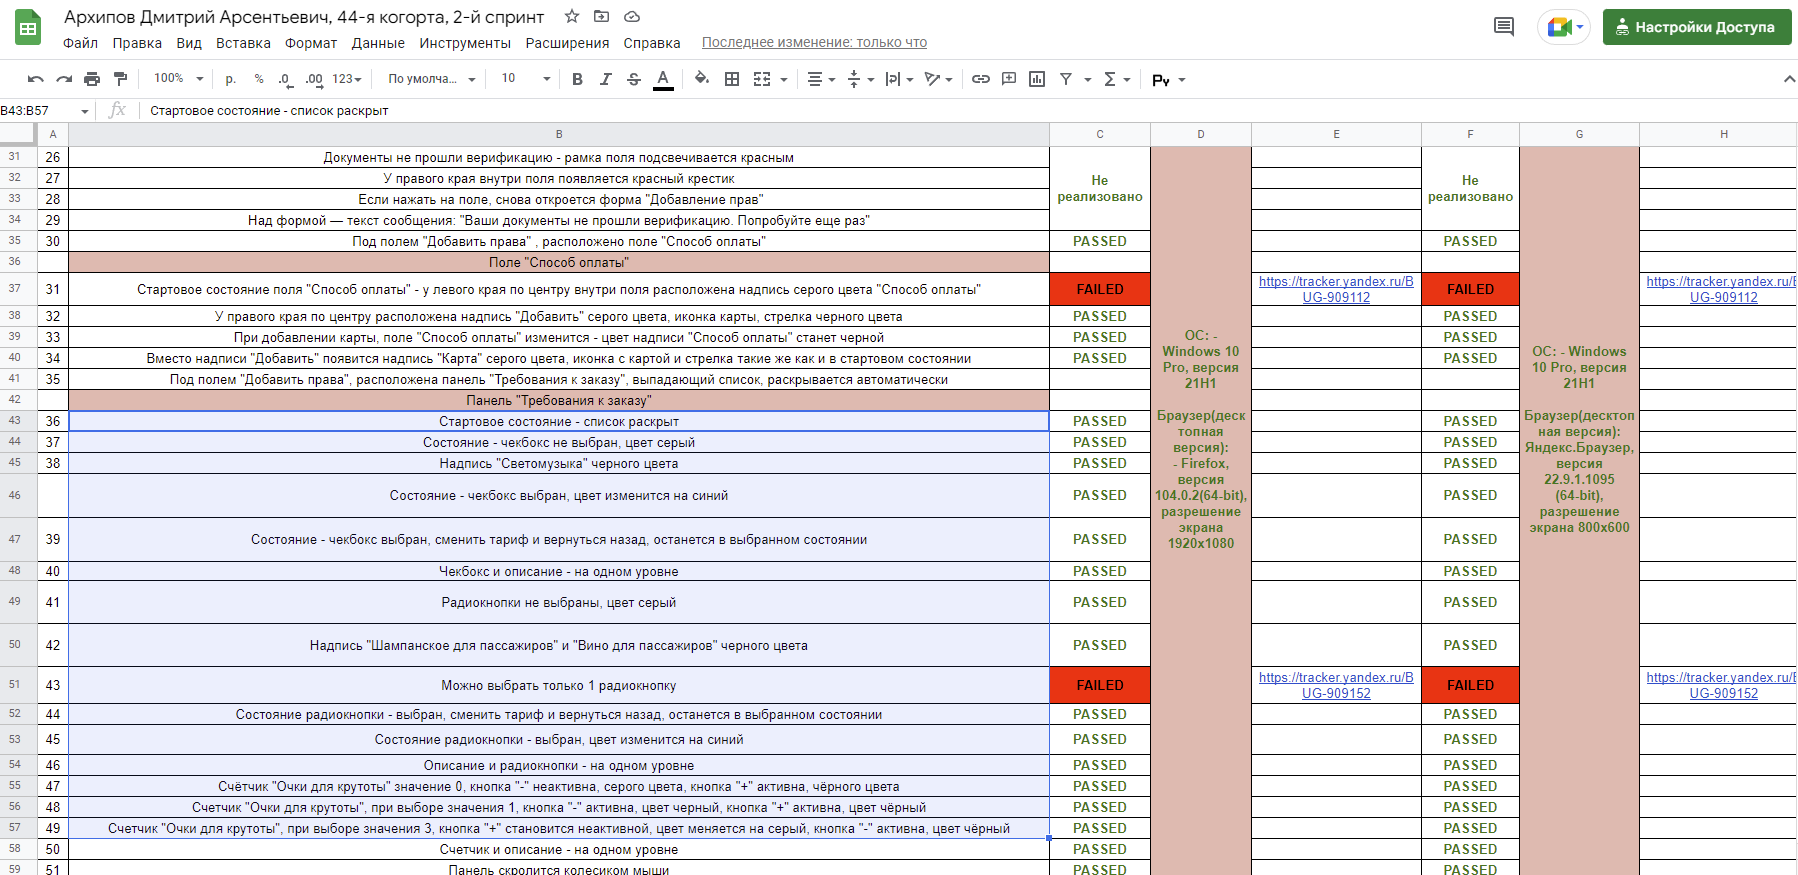 Архипов Дмитрий Арсентьевич, 44-я когорта, 2-й спринт
Файл Правка Вид Вставка Формат Данные Инструменты Расширения Справка Последнее изменение: только что
Настройки Доступа
100% р. % .0 .00 123 По умолча... 10 B I S A Ру
B43:B57 fx Стартовое состояние - список раскрыт
A B C D E F G H
31 26 Документы не прошли верификацию - рамка поля подсвечивается красным
32 27 У правого края внутри поля появляется красный крестик
Не реализовано
Не реализовано
33 28 Если нажать на поле, снова откроется форма "Добавление прав"
34 29 Над формой — текст сообщения: "Ваши документы не прошли верификацию. Попробуйте еще раз"
35 30 Под полем "Добавить права" , расположено поле "Способ оплаты" PASSED PASSED
36 Поле "Способ оплаты"
37 31 Стартовое состояние поля "Способ оплаты" - у левого края по центру внутри поля расположена надпись серого цвета "Способ оплаты" FAILED https://tracker.yandex.ru/BUG-909112 FAILED https://tracker.yandex.ru/BUG-909112
38 32 У правого края по центру расположена надпись "Добавить" серого цвета, иконка карты, стрелка черного цвета PASSED PASSED
39 33 При добавлении карты, поле "Способ оплаты" изменится - цвет надписи "Способ оплаты" станет черной PASSED PASSED
40 34 Вместо надписи "Добавить" появится надпись "Карта" серого цвета, иконка с картой и стрелка такие же как и в стартовом состоянии PASSED PASSED
41 35 Под полем "Добавить права", расположена панель "Требования к заказу", выпадающий список, раскрывается автоматически
42 Панель "Требования к заказу"
43 36 Стартовое состояние - список раскрыт PASSED PASSED
44 37 Состояние - чекбокс не выбран, цвет серый PASSED PASSED
45 38 Надпись "Светомузыка" черного цвета PASSED PASSED
46 Состояние - чекбокс выбран, цвет изменится на синий PASSED PASSED
47 39 Состояние - чекбокс выбран, сменить тариф и вернуться назад, останется в выбранном состоянии PASSED PASSED
48 40 Чекбокс и описание - на одном уровне PASSED PASSED
49 41 Радиокнопки не выбраны, цвет серый PASSED PASSED
50 42 Надпись "Шампанское для пассажиров" и "Вино для пассажиров" черного цвета PASSED PASSED
51 43 Можно выбрать только 1 радиокнопку FAILED https://tracker.yandex.ru/BUG-909152 FAILED https://tracker.yandex.ru/BUG-909152
52 44 Состояние радиокнопки - выбран, сменить тариф и вернуться назад, останется в выбранном состоянии PASSED PASSED
53 45 Состояние радиокнопки - выбран, цвет изменится на синий PASSED PASSED
54 46 Описание и радиокнопки - на одном уровне PASSED PASSED
55 47 Счётчик "Очки для крутоты" значение 0, кнопка "-" неактивна, серого цвета, кнопка "+" активна, чёрного цвета PASSED PASSED
56 48 Счетчик "Очки для крутоты", при выборе значения 1, кнопка "-" активна, цвет черный, кнопка "+" активна, цвет чёрный PASSED PASSED
57 49 Счетчик "Очки для крутоты", при выборе значения 3, кнопка "+" становится неактивной, цвет меняется на серый, кнопка "-" активна, цвет чёрный PASSED PASSED
58 50 Счетчик и описание - на одном уровне PASSED PASSED
59 51 Панель скролится колесиком мыши PASSED PASSED
ОС: -
Windows 10
Pro, версия
21H1
Браузер(деск
топная
версия):
- Firefox,
версия
104.0.2(64-bit),
разрешение
экрана
1920x1080
ОС: - Windows
10 Pro, версия
21H1
Браузер(десктоп
ная версия):
Яндекс.Браузер,
версия
22.9.1.1095
(64-bit),
разрешение
экрана 800x600